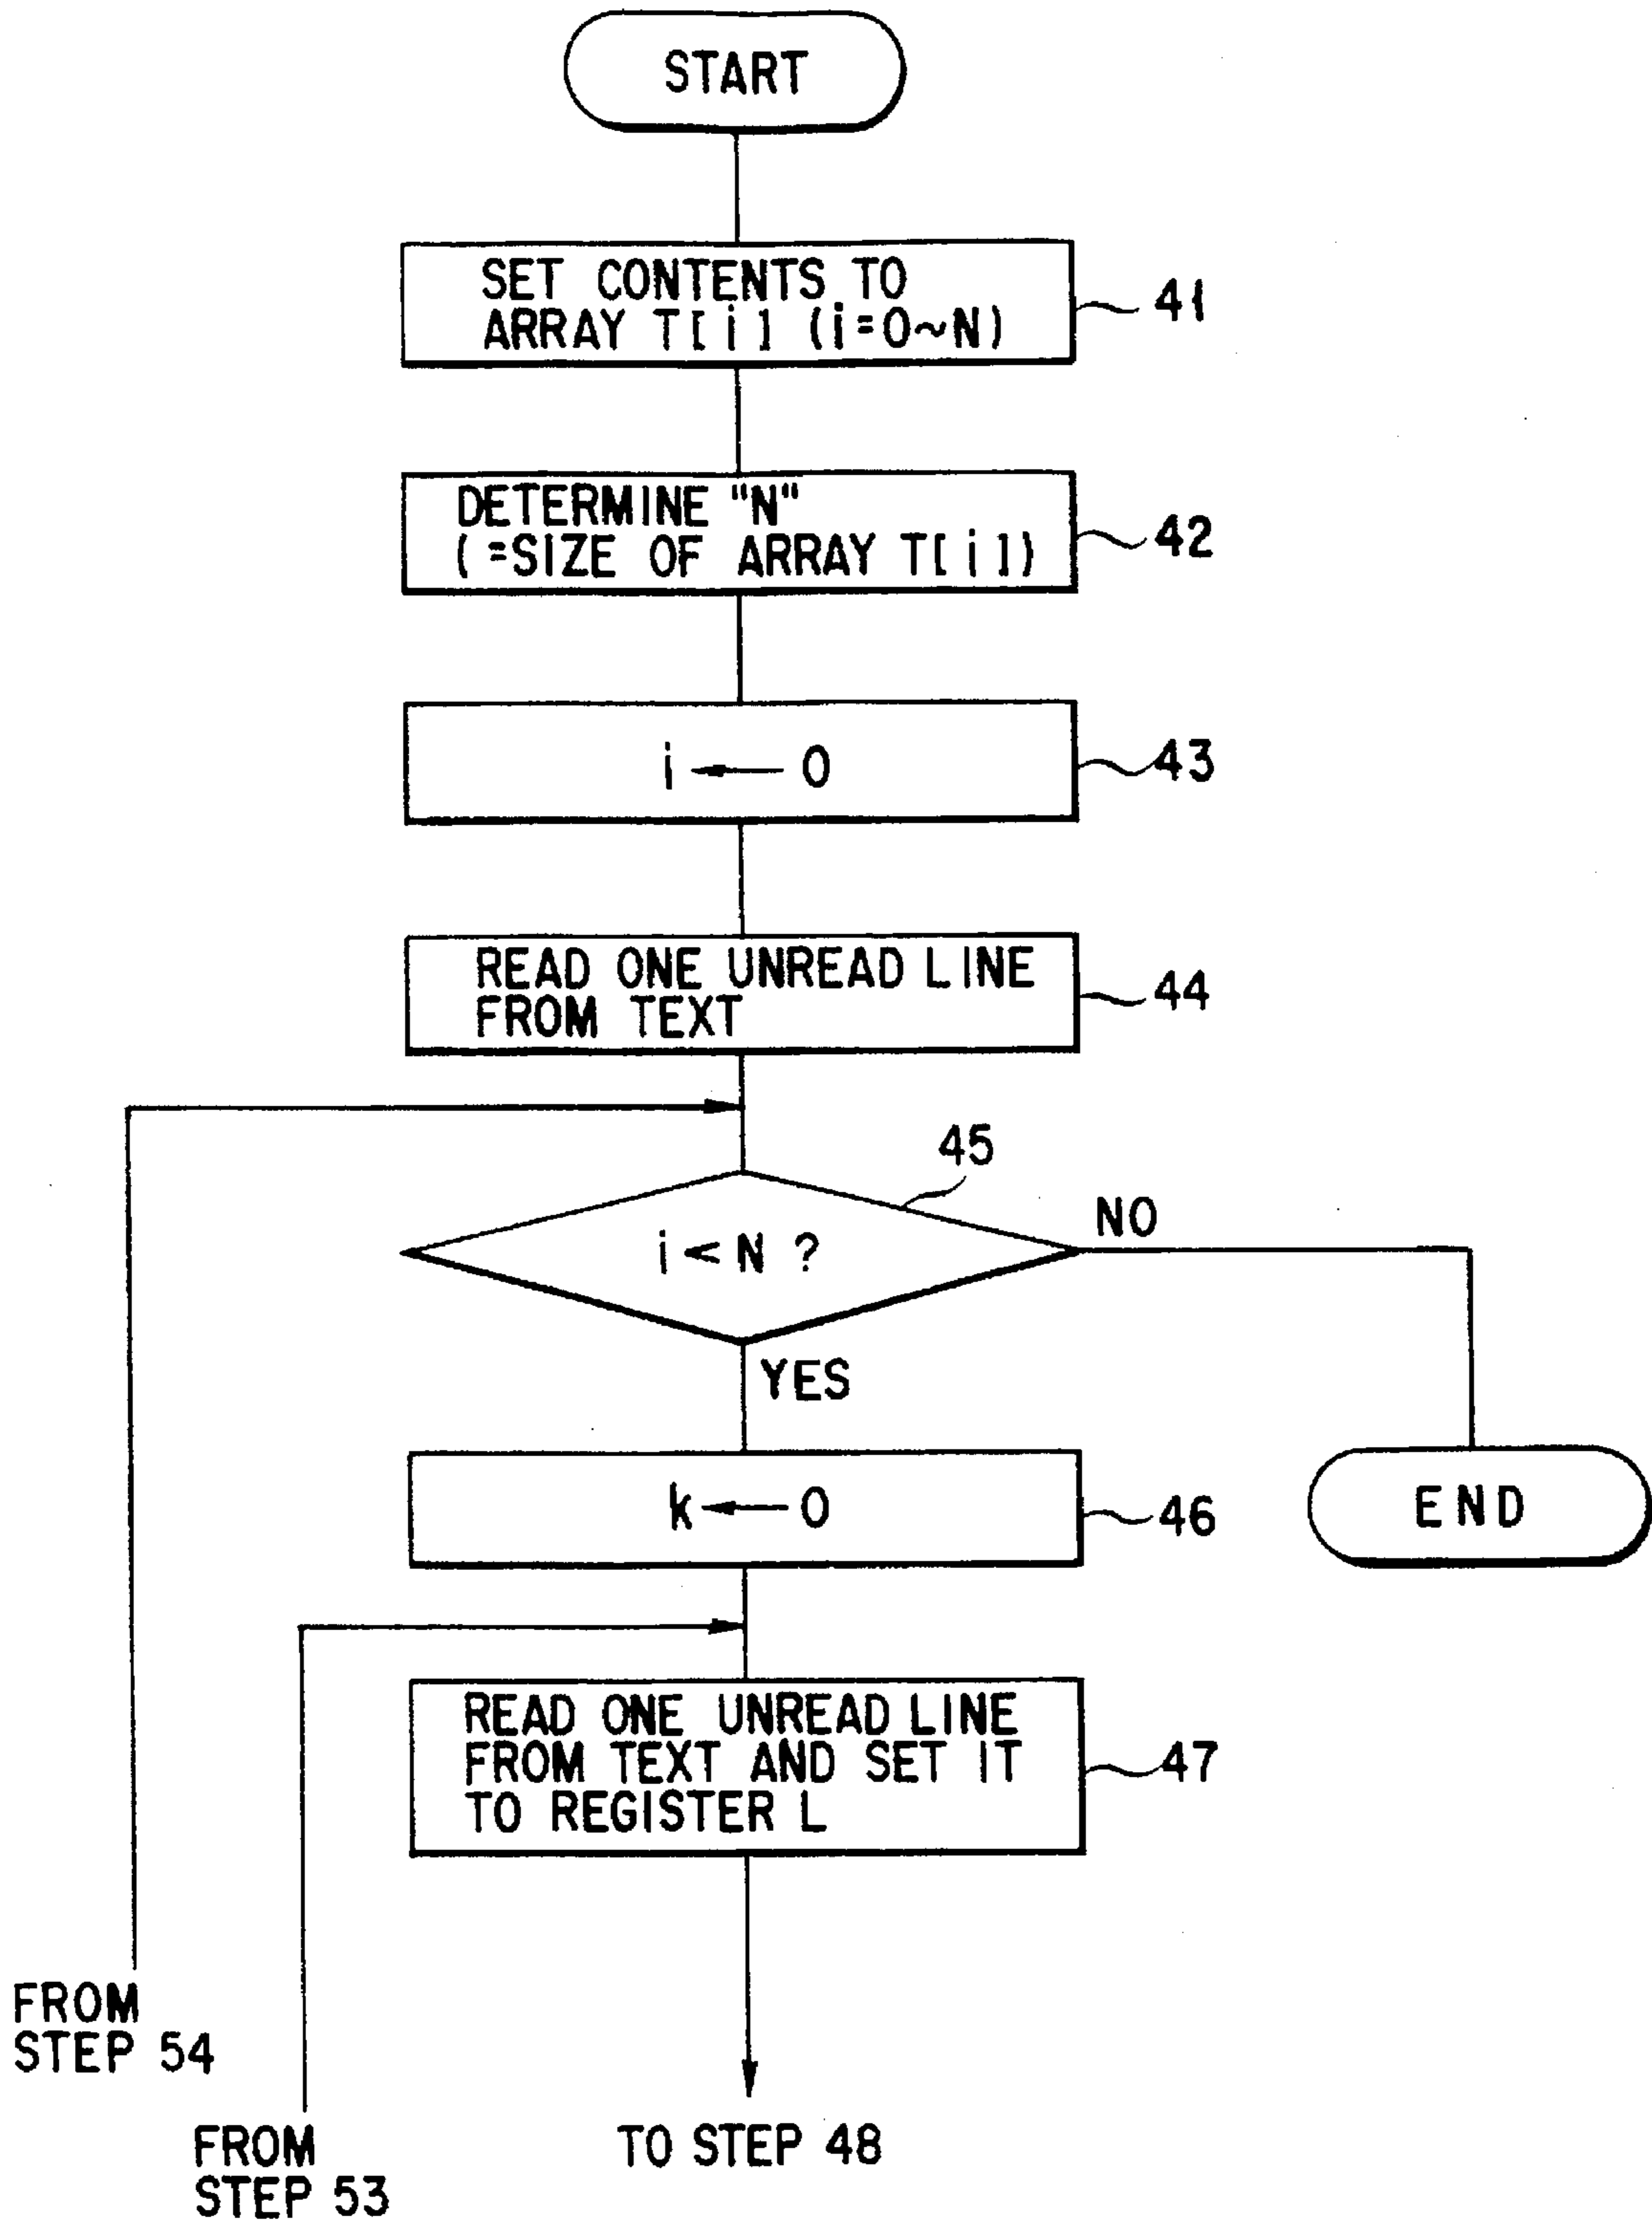 START
SET CONTENTS TO
ARRAY T[i] (i=0~N)
41
DETERMINE "N"
(=SIZE OF ARRAY T[i])
42
i ← 0
43
READ ONE UNREAD LINE
FROM TEXT
44
45
i < N ?
NO
YES
k ← 0
46
END
READ ONE UNREAD LINE
FROM TEXT AND SET IT
TO REGISTER L
47
FROM
STEP 54
FROM
STEP 53
TO STEP 48